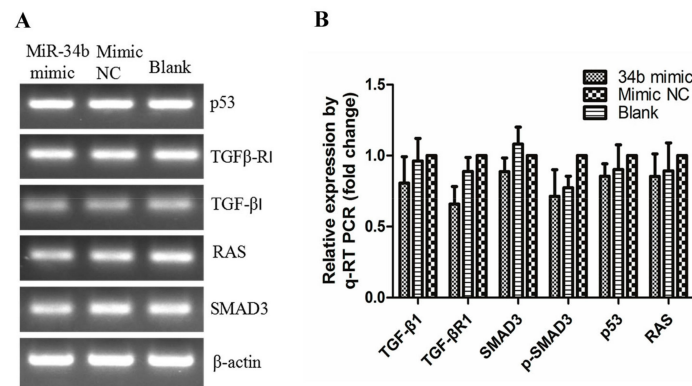 A
MiR-34b Mimic Blank
mimic NC
p53
TGFβ-RI
TGF-βI
RAS
SMAD3
β-actin
B
34b mimic
Mimic NC
Blank
Relative expression by
q-RT PCR (fold change)
1.5
1.0
0.5
0.0
TGF-β1
TGF-βR1
SMAD3
p-SMAD3
p53
RAS